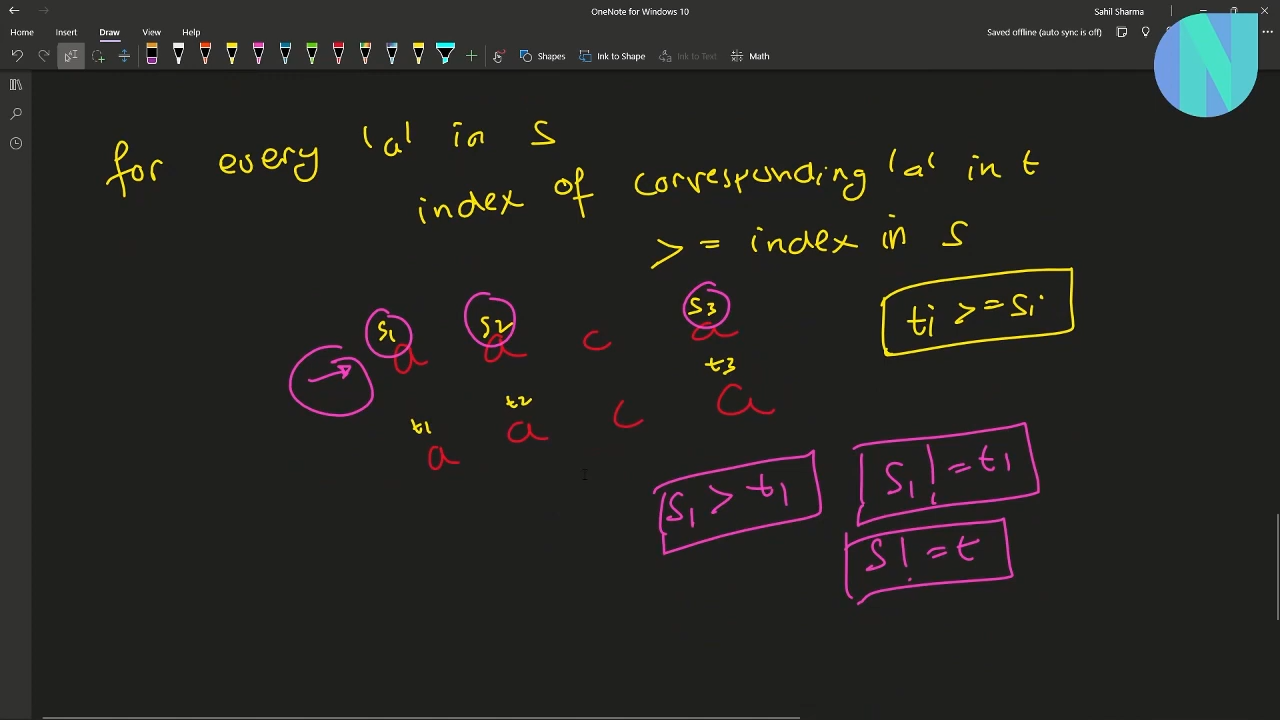 OneNote for Windows 10
Sahil Sharma
Home Insert Draw View Help
Saved offline (auto sync is off)
Shapes Ink to Shape Ink to Text Math
for every 'a' in s
index of corresponding 'a' in t
>= index in s
ti >= si
s1 s2 s3
a a c a
t1 t2 t3
a a c a
s1 > t1
s1 != t1
s != t